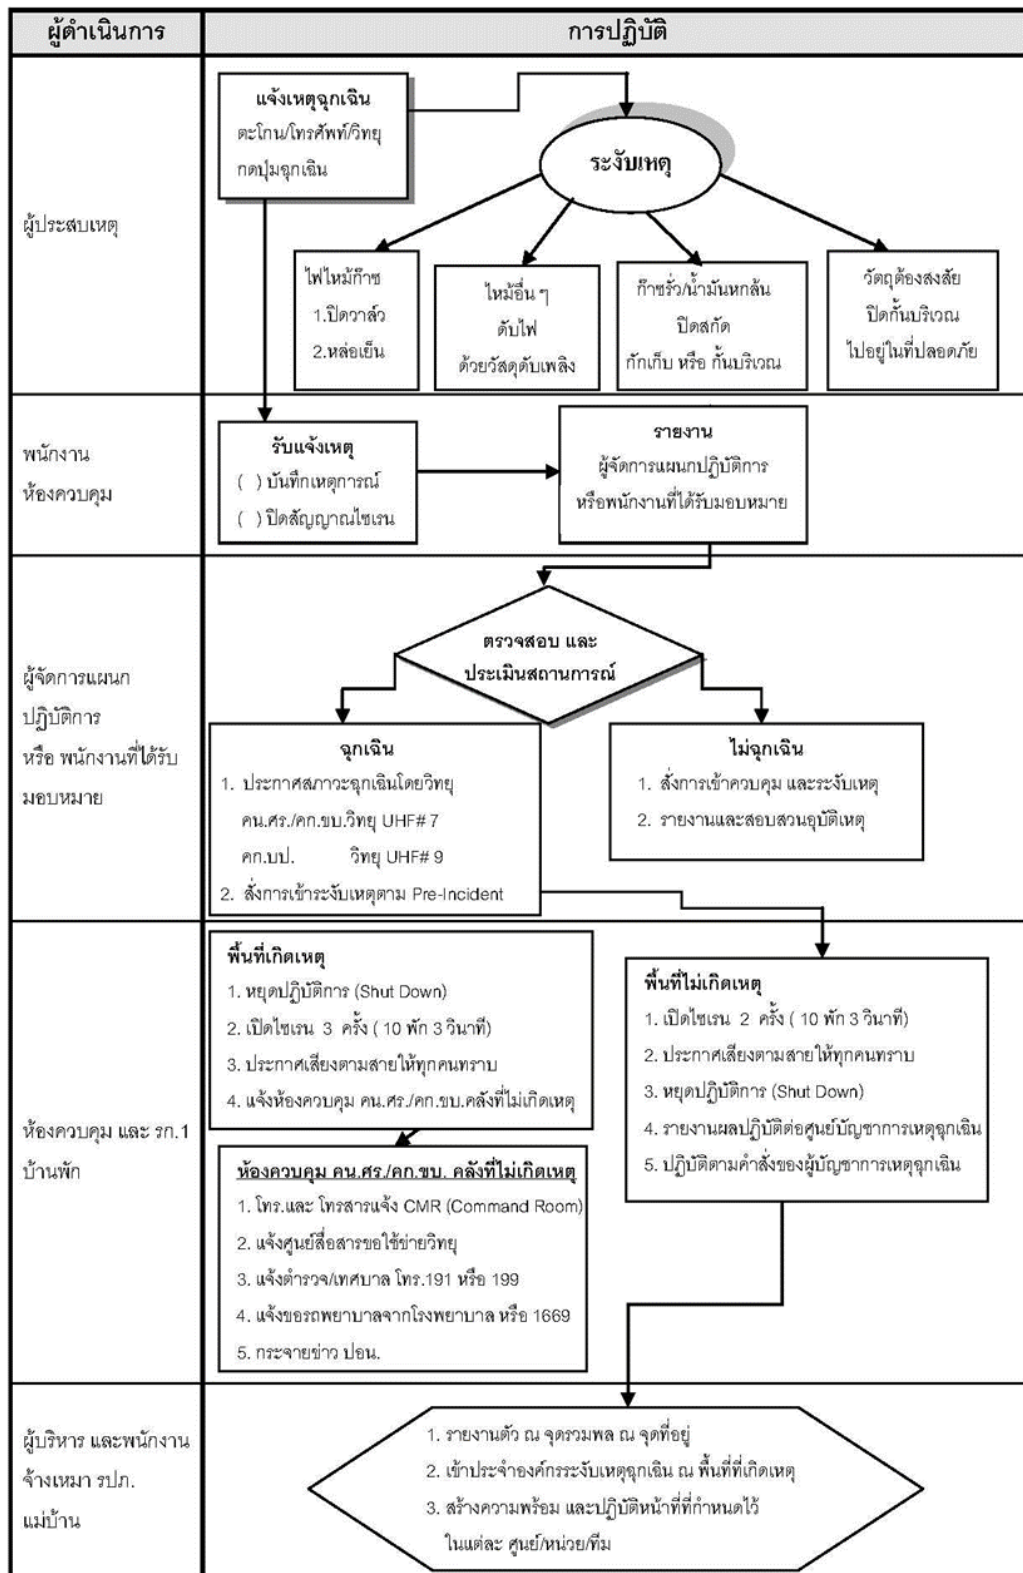 ผู้ดำเนินการ
การปฏิบัติ
ผู้ประสบเหตุ
แจ้งเหตุฉุกเฉิน
ตะโกน/โทรศัพท์/วิทยุ
กดปุ่มฉุกเฉิน
ระงับเหตุ
ไฟไหม้ก๊าซ
1.ปิดวาล์ว
2.หล่อเย็น
ไหม้อื่น ๆ
ดับไฟ
ด้วยวัสดุดับเพลิง
ก๊าซรั่ว/น้ำมันหกล้น
ปิดสกัด
กักเก็บ หรือ กั้นบริเวณ
วัตถุต้องสงสัย
ปิดกั้นบริเวณ
ไปอยู่ในที่ปลอดภัย
พนักงาน
ห้องควบคุม
รับแจ้งเหตุ
( ) บันทึกเหตุการณ์
( ) ปิดสัญญาณไซเรน
รายงาน
ผู้จัดการแผนกปฏิบัติการ
หรือพนักงานที่ได้รับมอบหมาย
ผู้จัดการแผนก
ปฏิบัติการ
หรือ พนักงานที่ได้รับ
มอบหมาย
ตรวจสอบ และ
ประเมินสถานการณ์
ฉุกเฉิน
1. ประกาศสภาวะฉุกเฉินโดยวิทยุ
คน.ศร./คก.ขบ.วิทยุ UHF# 7
คก.บป. วิทยุ UHF# 9
2. สั่งการเข้าระงับเหตุตาม Pre-Incident
ไม่ฉุกเฉิน
1. สั่งการเข้าควบคุม และระงับเหตุ
2. รายงานและสอบสวนอุบัติเหตุ
ห้องควบคุม และ รก.1
บ้านพัก
พื้นที่เกิดเหตุ
1. หยุดปฏิบัติการ (Shut Down)
2. เปิดไซเรน 3 ครั้ง ( 10 พัก 3 วินาที)
3. ประกาศเสียงตามสายให้ทุกคนทราบ
4. แจ้งห้องควบคุม คน.ศร./คก.ขบ.คลังที่ไม่เกิดเหตุ
ห้องควบคุม คน.ศร./คก.ขบ. คลังที่ไม่เกิดเหตุ
1. โทร.และ โทรสารแจ้ง CMR (Command Room)
2. แจ้งศูนย์สื่อสารขอใช้ข่ายวิทยุ
3. แจ้งตำรวจ/เทศบาล โทร.191 หรือ 199
4. แจ้งขอรถพยาบาลจากโรงพยาบาล หรือ 1669
5. กระจายข่าว ปอน.
พื้นที่ไม่เกิดเหตุ
1. เปิดไซเรน 2 ครั้ง ( 10 พัก 3 วินาที)
2. ประกาศเสียงตามสายให้ทุกคนทราบ
3. หยุดปฏิบัติการ (Shut Down)
4. รายงานผลปฏิบัติต่อศูนย์บัญชาการเหตุฉุกเฉิน
5. ปฏิบัติตามคำสั่งของผู้บัญชาการเหตุฉุกเฉิน
ผู้บริหาร และพนักงาน
จ้างเหมา รปภ.
แม่บ้าน
1. รายงานตัว ณ จุดรวมพล ณ จุดที่อยู่
2. เข้าประจำองค์กรระงับเหตุฉุกเฉิน ณ พื้นที่ที่เกิดเหตุ
3. สร้างความพร้อม และปฏิบัติหน้าที่ที่กำหนดไว้
ในแต่ละ ศูนย์/หน่วย/ทีม